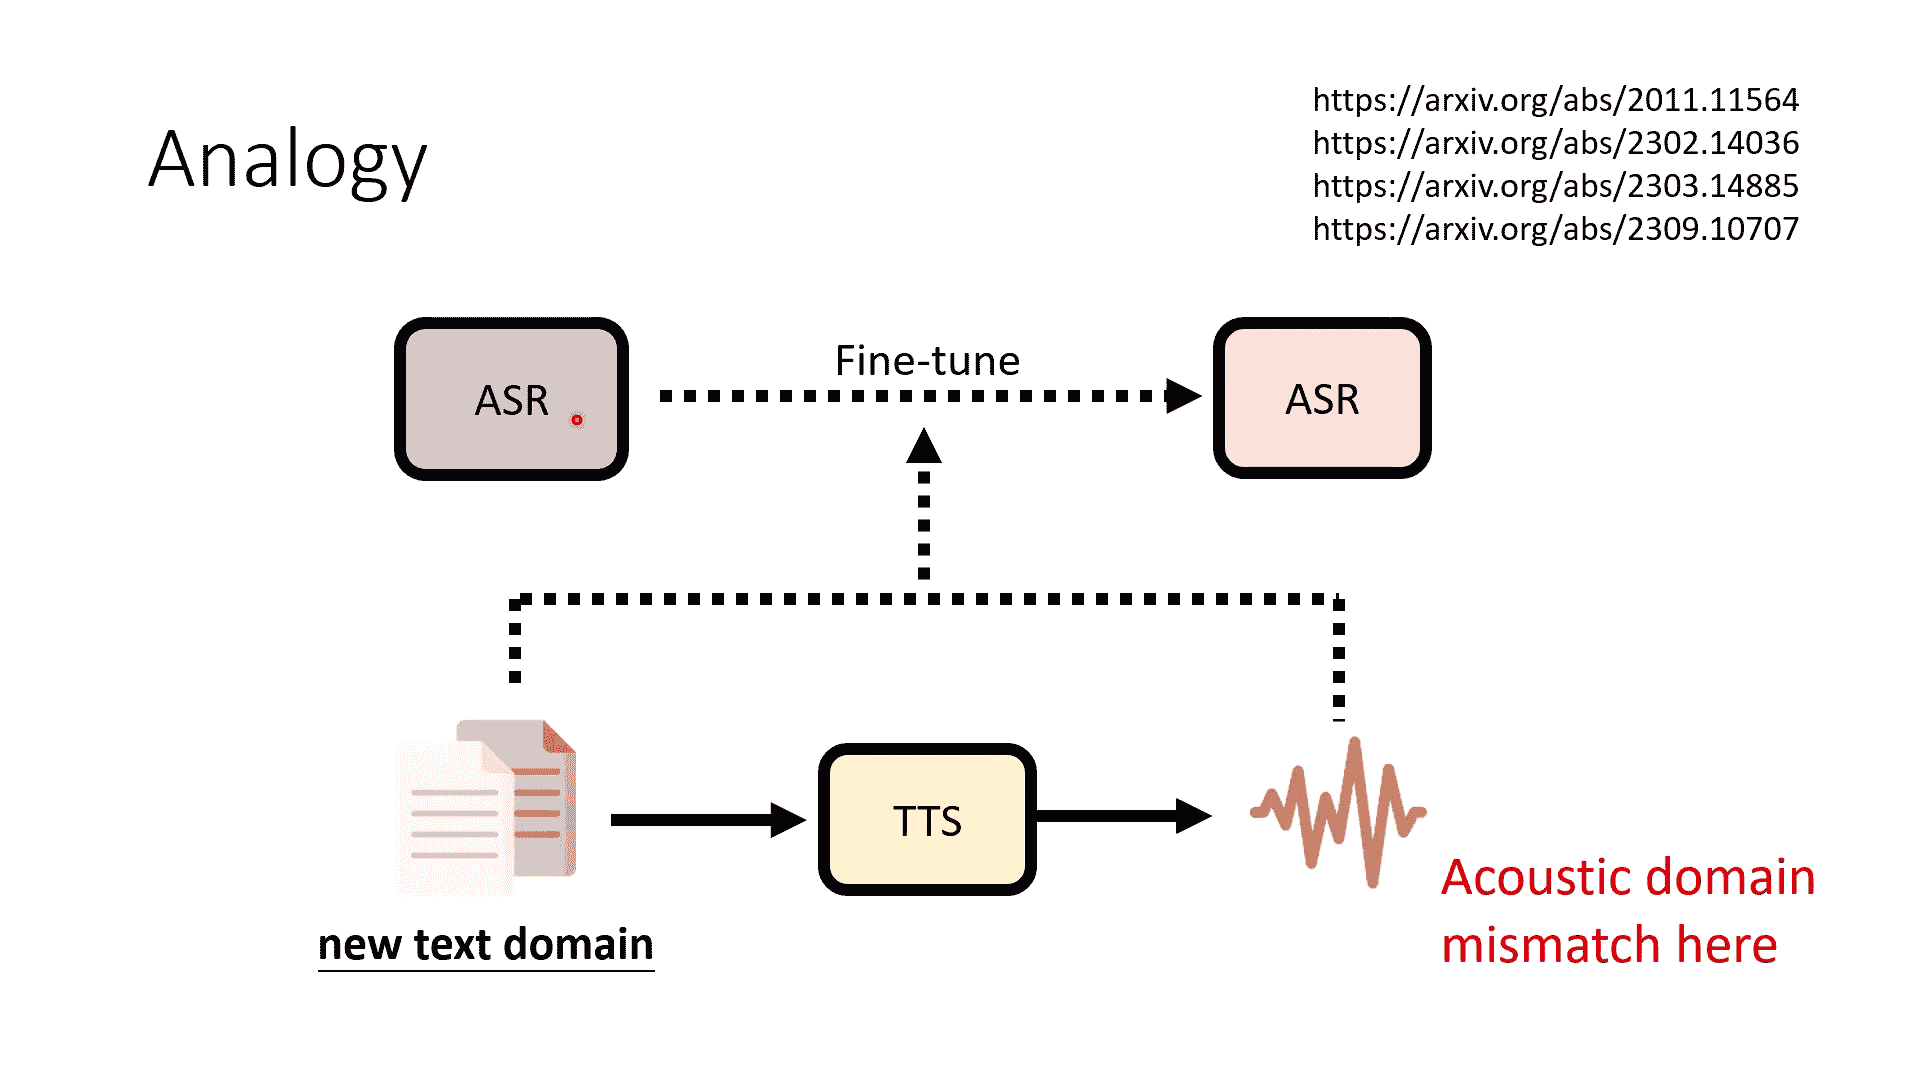 Analogy
https://arxiv.org/abs/2011.11564
https://arxiv.org/abs/2302.14036
https://arxiv.org/abs/2303.14885
https://arxiv.org/abs/2309.10707
ASR
Fine-tune
ASR
TTS
new text domain
Acoustic domain
mismatch here